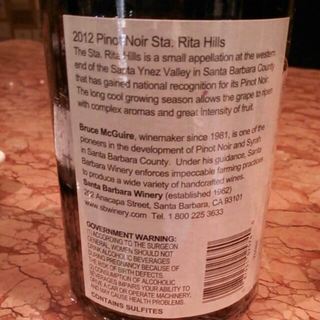 2012 Pinot Noir Sta. Rita Hills
The Sta. Rita Hills is a small appellation at the western
end of the Santa Ynez Valley in Santa Barbara County
that has gained national recognition for its Pinot Noir.
The long cool growing season allows the grape to ripen
with complex aromas and great intensity of fruit.
Bruce McGuire, winemaker since 1981, is one of the
pioneers in the development of Pinot Noir and Syrah
in Santa Barbara County. Under his guidance, Santa
Barbara Winery enforces impeccable farming practices
to produce a wide variety of handcrafted wines.
Santa Barbara Winery (established 1962)
202 Anacapa Street, Santa Barbara, CA 93101
www.sbwinery.com Tel. 1 800 225 3633
GOVERNMENT WARNING:
(1) ACCORDING TO THE SURGEON
GENERAL, WOMEN SHOULD NOT
DRINK ALCOHOLIC BEVERAGES
DURING PREGNANCY BECAUSE OF
THE RISK OF BIRTH DEFECTS.
(2) CONSUMPTION OF ALCOHOLIC
BEVERAGES IMPAIRS YOUR ABILITY TO
DRIVE A CAR OR OPERATE MACHINERY,
AND MAY CAUSE HEALTH PROBLEMS.
CONTAINS SULFITES